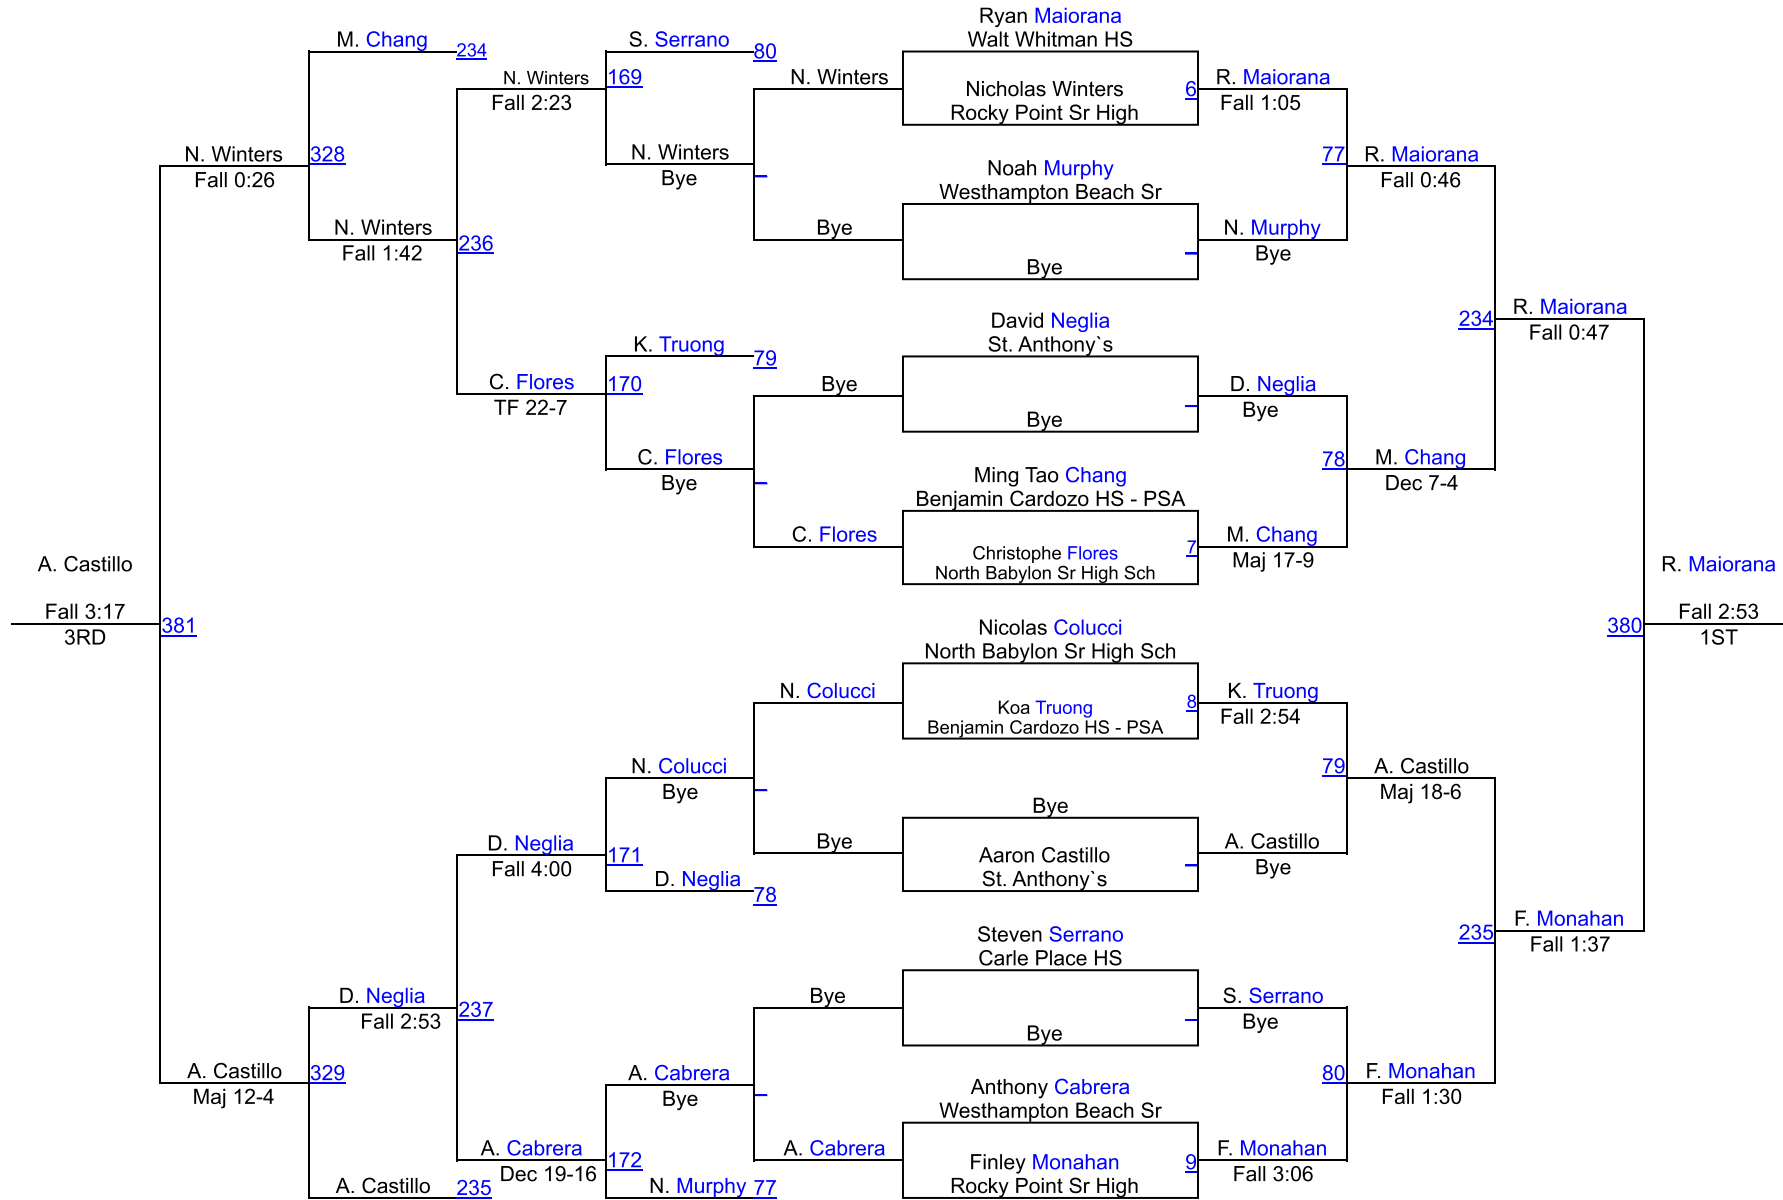 Ryan Maiorana
Walt Whitman HS
M. Chang 234
S. Serrano 80
N. Winters 169
Fall 2:23
N. Winters
Nicholas Winters 6
Rocky Point Sr High
R. Maiorana
Fall 1:05
N. Winters 328
Fall 0:26
N. Winters
Bye
Noah Murphy
Westhampton Beach Sr
77 R. Maiorana
Fall 0:46
N. Winters 236
Fall 1:42
Bye
Bye
N. Murphy
Bye
David Neglia
St. Anthony`s
234 R. Maiorana
Fall 0:47
K. Truong 79
C. Flores 170
TF 22-7
Bye
Bye
D. Neglia
Bye
C. Flores
Bye
Ming Tao Chang
Benjamin Cardozo HS - PSA
78 M. Chang
Dec 7-4
C. Flores
Christophe Flores 7
North Babylon Sr High Sch
M. Chang
Maj 17-9
A. Castillo
Fall 3:17 381
3RD
R. Maiorana
380 Fall 2:53
1ST
Nicolas Colucci
North Babylon Sr High Sch
N. Colucci
Koa Truong 8
Benjamin Cardozo HS - PSA
K. Truong
Fall 2:54
N. Colucci
Bye
79 A. Castillo
Maj 18-6
Bye
D. Neglia 171
Fall 4:00
Bye
Aaron Castillo
St. Anthony`s
A. Castillo
Bye
D. Neglia 78
Steven Serrano
Carle Place HS
235 F. Monahan
Fall 1:37
D. Neglia 237
Fall 2:53
Bye
Bye
S. Serrano
Bye
A. Castillo 329
Maj 12-4
A. Cabrera
Bye
Anthony Cabrera
Westhampton Beach Sr
80 F. Monahan
Fall 1:30
A. Cabrera 172
Dec 19-16
A. Cabrera
Finley Monahan 9
Rocky Point Sr High
F. Monahan
Fall 3:06
A. Castillo 235
N. Murphy 77